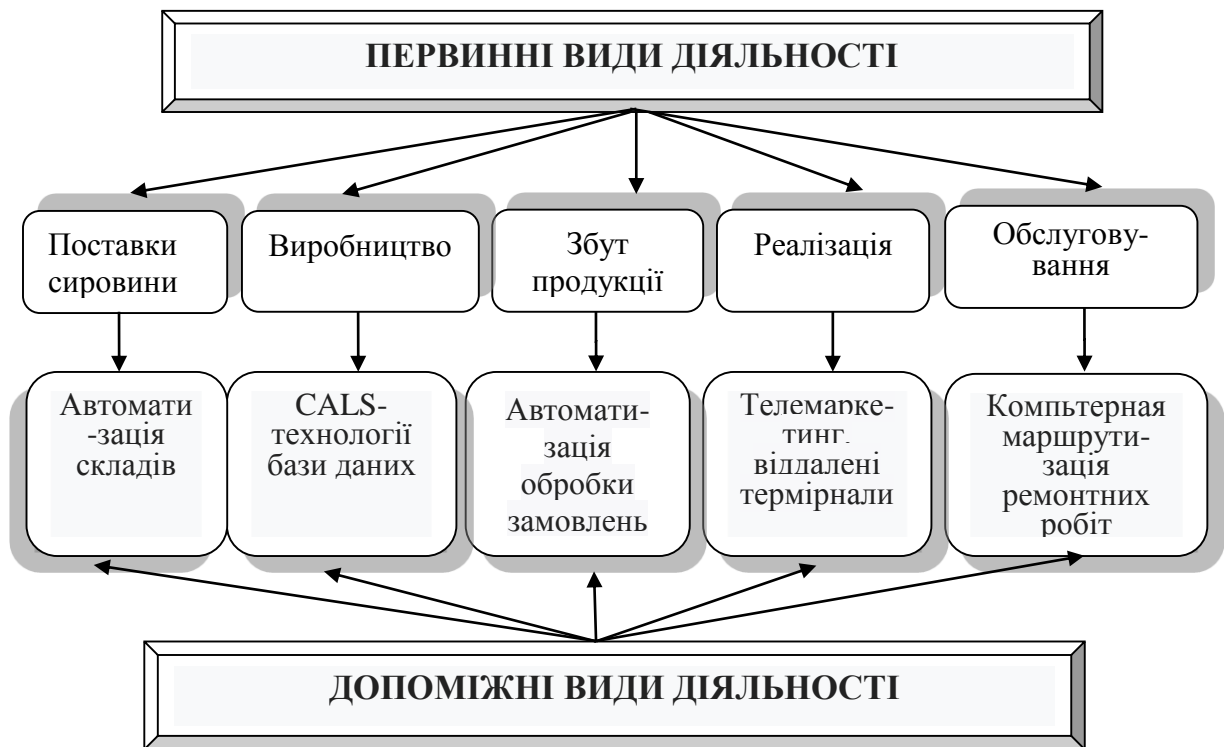 ПЕРВИННІ ВИДИ ДІЯЛЬНОСТІ
Поставки
сировини
Виробництво
Збут
продукції
Реалізація
Обслугову-
вання
Автомати
-зація
складів
CALS-
технології
бази даних
Автомати-
зація
обробки
замовлень
Телемарке-
тинг,
віддалені
термірнали
Компьтерная
маршрути-
зація
ремонтних
робіт
ДОПОМІЖНІ ВИДИ ДІЯЛЬНОСТІ